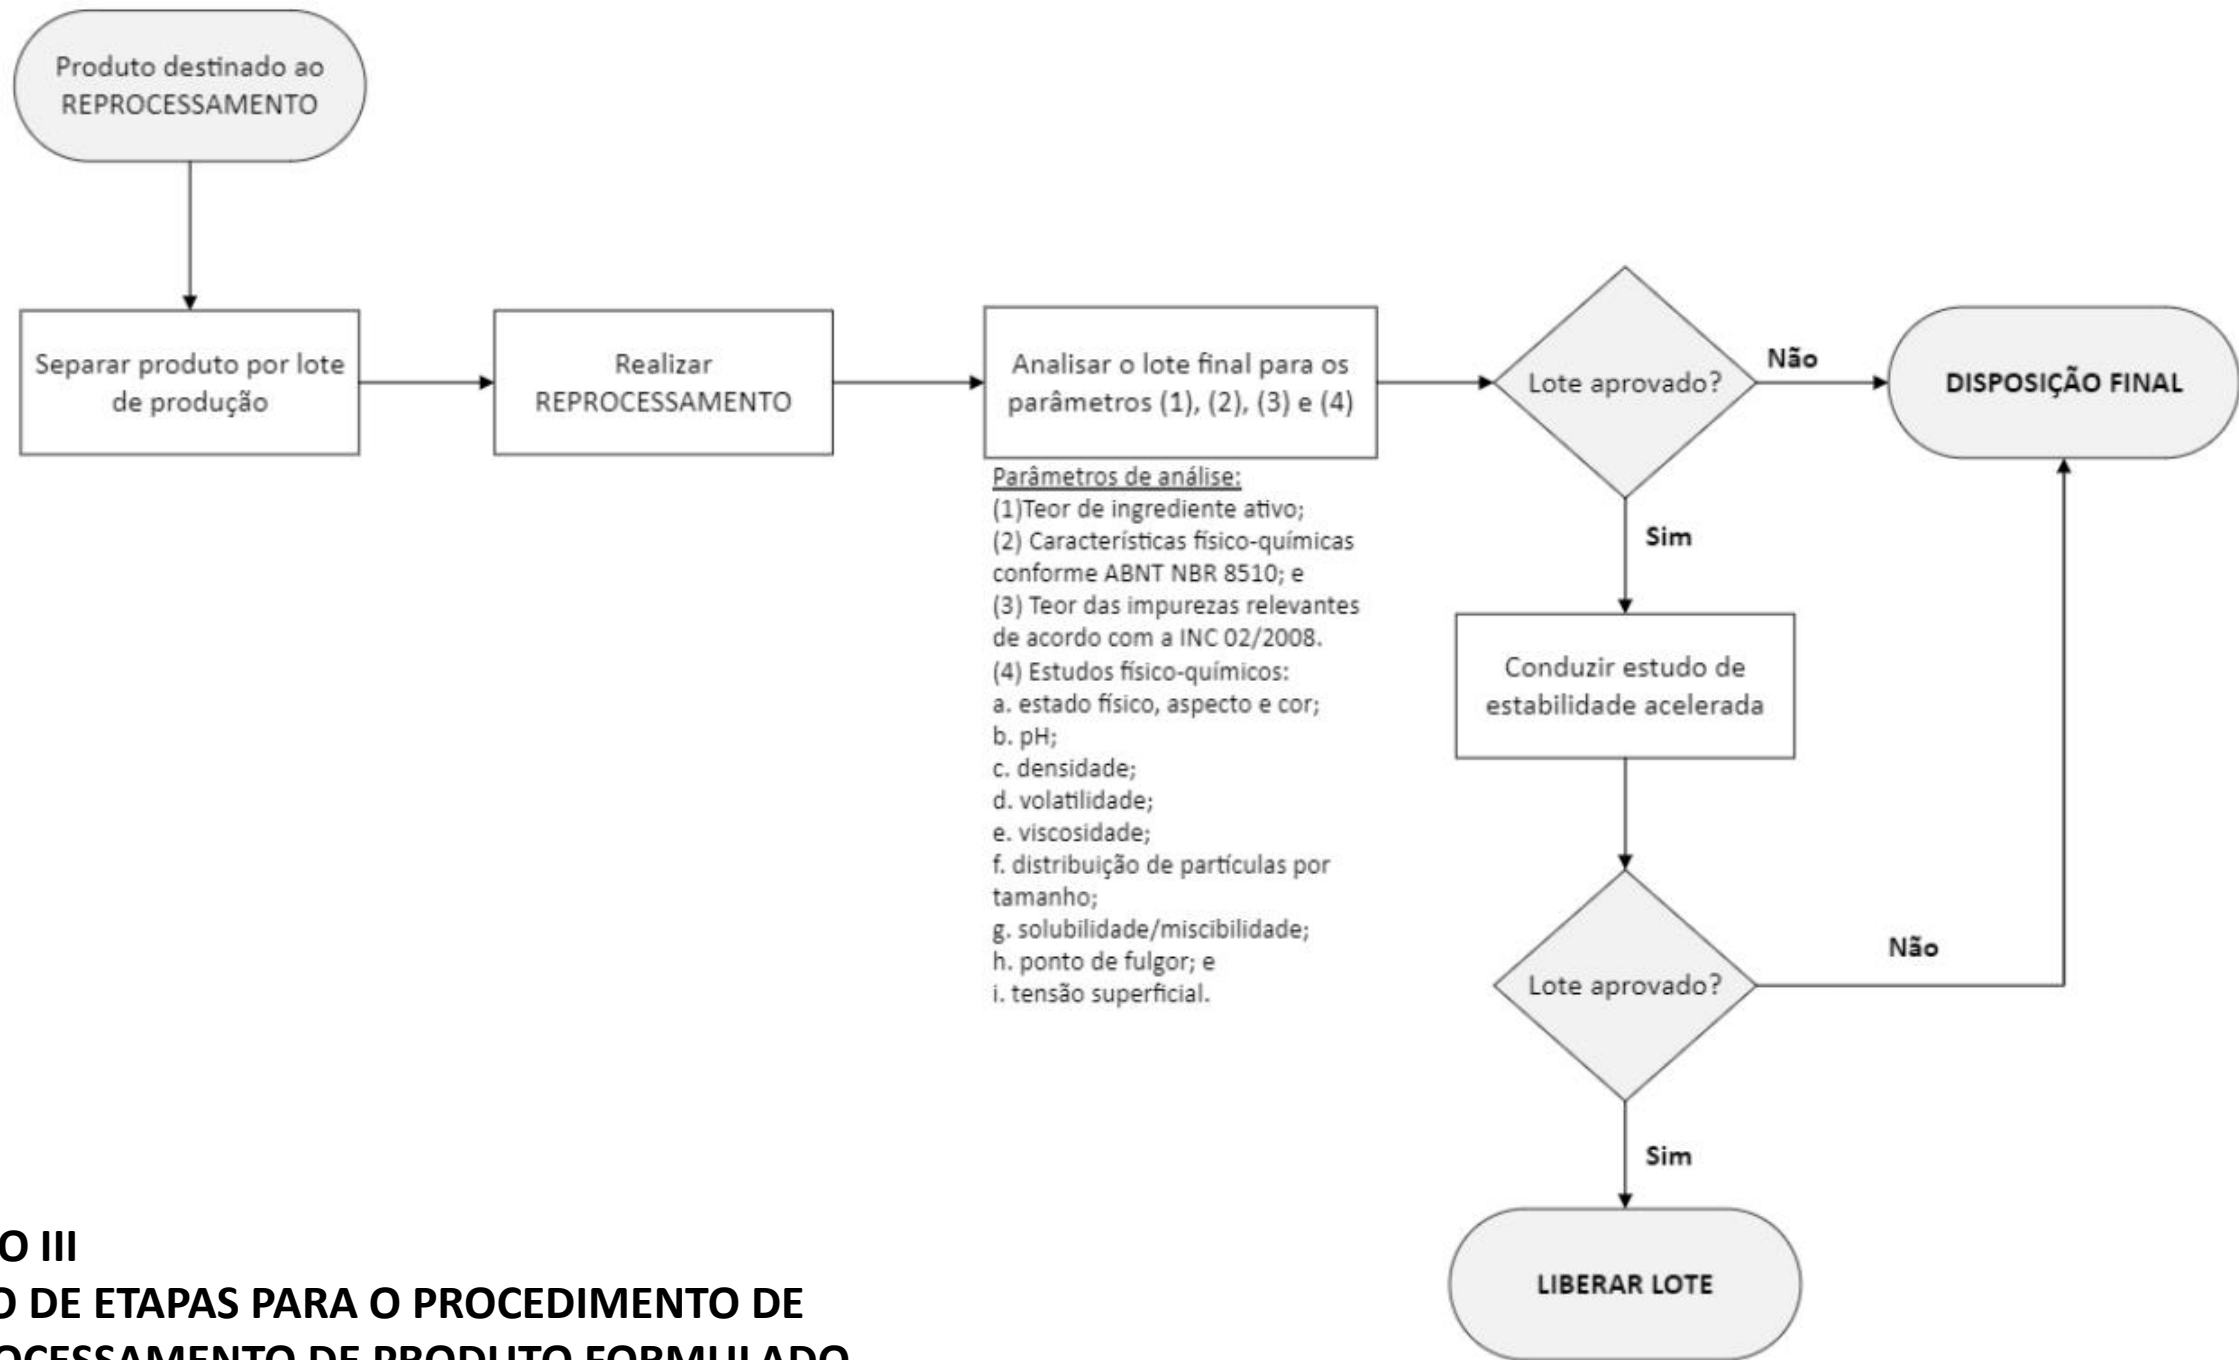 Produto destinado ao
REPROCESSAMENTO
Separar produto por lote
de produção
Realizar
REPROCESSAMENTO
Analisar o lote final para os
parâmetros (1), (2), (3) e (4)
Parâmetros de análise:
(1)Teor de ingrediente ativo;
(2) Características físico-químicas
conforme ABNT NBR 8510; e
(3) Teor das impurezas relevantes
de acordo com a INC 02/2008.
(4) Estudos físico-químicos:
a. estado físico, aspecto e cor;
b. pH;
c. densidade;
d. volatilidade;
e. viscosidade;
f. distribuição de partículas por
tamanho;
g. solubilidade/miscibilidade;
h. ponto de fulgor; e
i. tensão superficial.
Lote aprovado?
Não
DISPOSIÇÃO FINAL
Sim
Conduzir estudo de
estabilidade acelerada
Lote aprovado?
Não
Sim
LIBERAR LOTE
O III
O DE ETAPAS PARA O PROCEDIMENTO DE
OCESSAMENTO DE PRODUTO FORMULADO